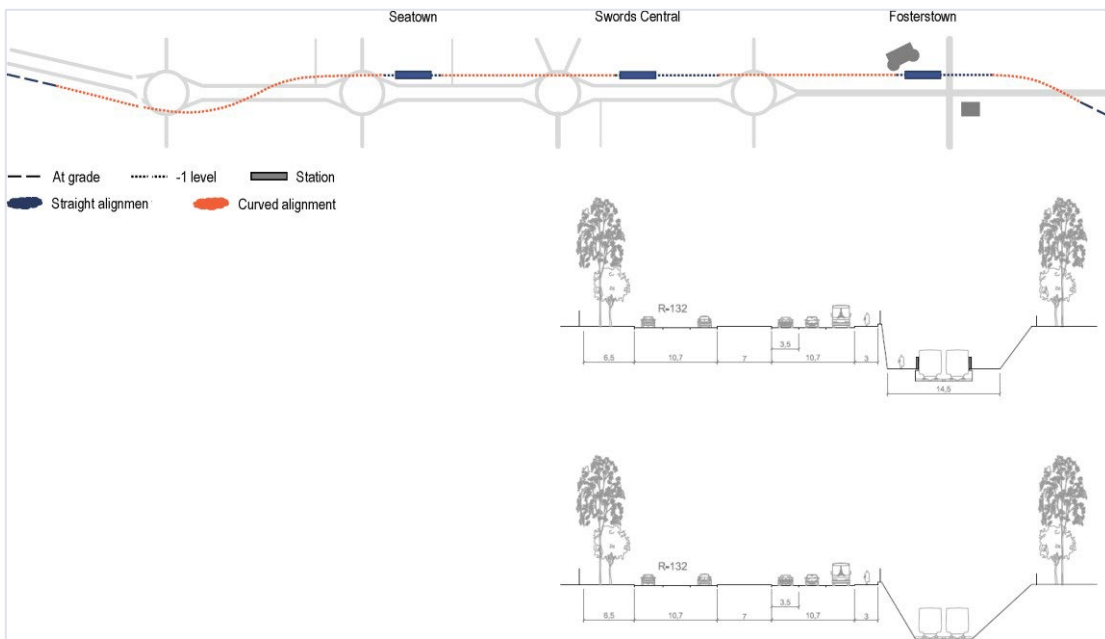 Seatown Swords Central Fosterstown
At grade -1 level Station
Straight alignmen Curved alignment
R-132
3,5
6,5 10,7 7 10,7 3
14,5
R-132
3,5
6,5 10,7 7 10,7 3